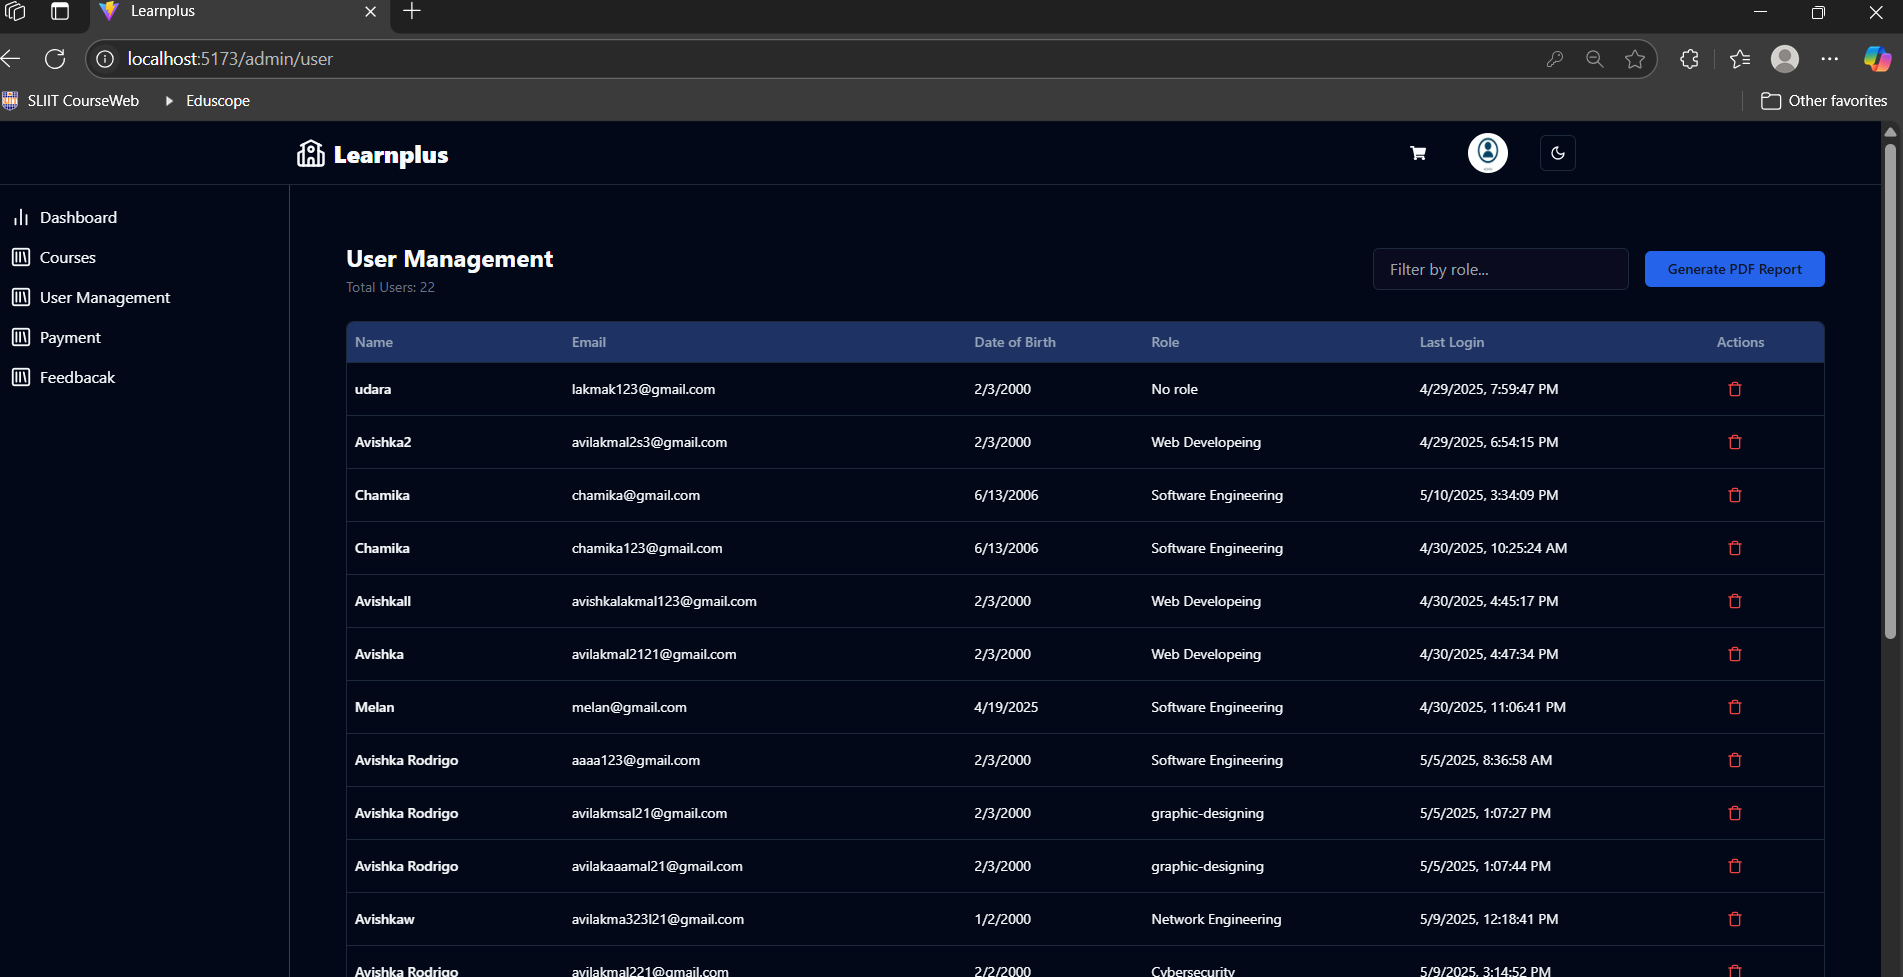 Learnplus
localhost:5173/admin/user
SLIIT CourseWeb Eduscope Other favorites
Learnplus
Dashboard
Courses
User Management
Payment
Feedbacak
User Management
Total Users: 22
Filter by role...
Generate PDF Report
Name Email Date of Birth Role Last Login Actions
udara lakmak123@gmail.com 2/3/2000 No role 4/29/2025, 7:59:47 PM
Avishka2 avilakmal2s3@gmail.com 2/3/2000 Web Developeing 4/29/2025, 6:54:15 PM
Chamika chamika@gmail.com 6/13/2006 Software Engineering 5/10/2025, 3:34:09 PM
Chamika chamika123@gmail.com 6/13/2006 Software Engineering 4/30/2025, 10:25:24 AM
Avishkall avishkalakmal123@gmail.com 2/3/2000 Web Developeing 4/30/2025, 4:45:17 PM
Avishka avilakmal2121@gmail.com 2/3/2000 Web Developeing 4/30/2025, 4:47:34 PM
Melan melan@gmail.com 4/19/2025 Software Engineering 4/30/2025, 11:06:41 PM
Avishka Rodrigo aaaa123@gmail.com 2/3/2000 Software Engineering 5/5/2025, 8:36:58 AM
Avishka Rodrigo avilakmsal21@gmail.com 2/3/2000 graphic-designing 5/5/2025, 1:07:27 PM
Avishka Rodrigo avilakaaamal21@gmail.com 2/3/2000 graphic-designing 5/5/2025, 1:07:44 PM
Avishkaw avilakma323l21@gmail.com 1/2/2000 Network Engineering 5/9/2025, 12:18:41 PM
Avishka Rodrigo avilakmal221@gmail.com 2/2/2000 Cybersecurity 5/9/2025, 3:14:52 PM